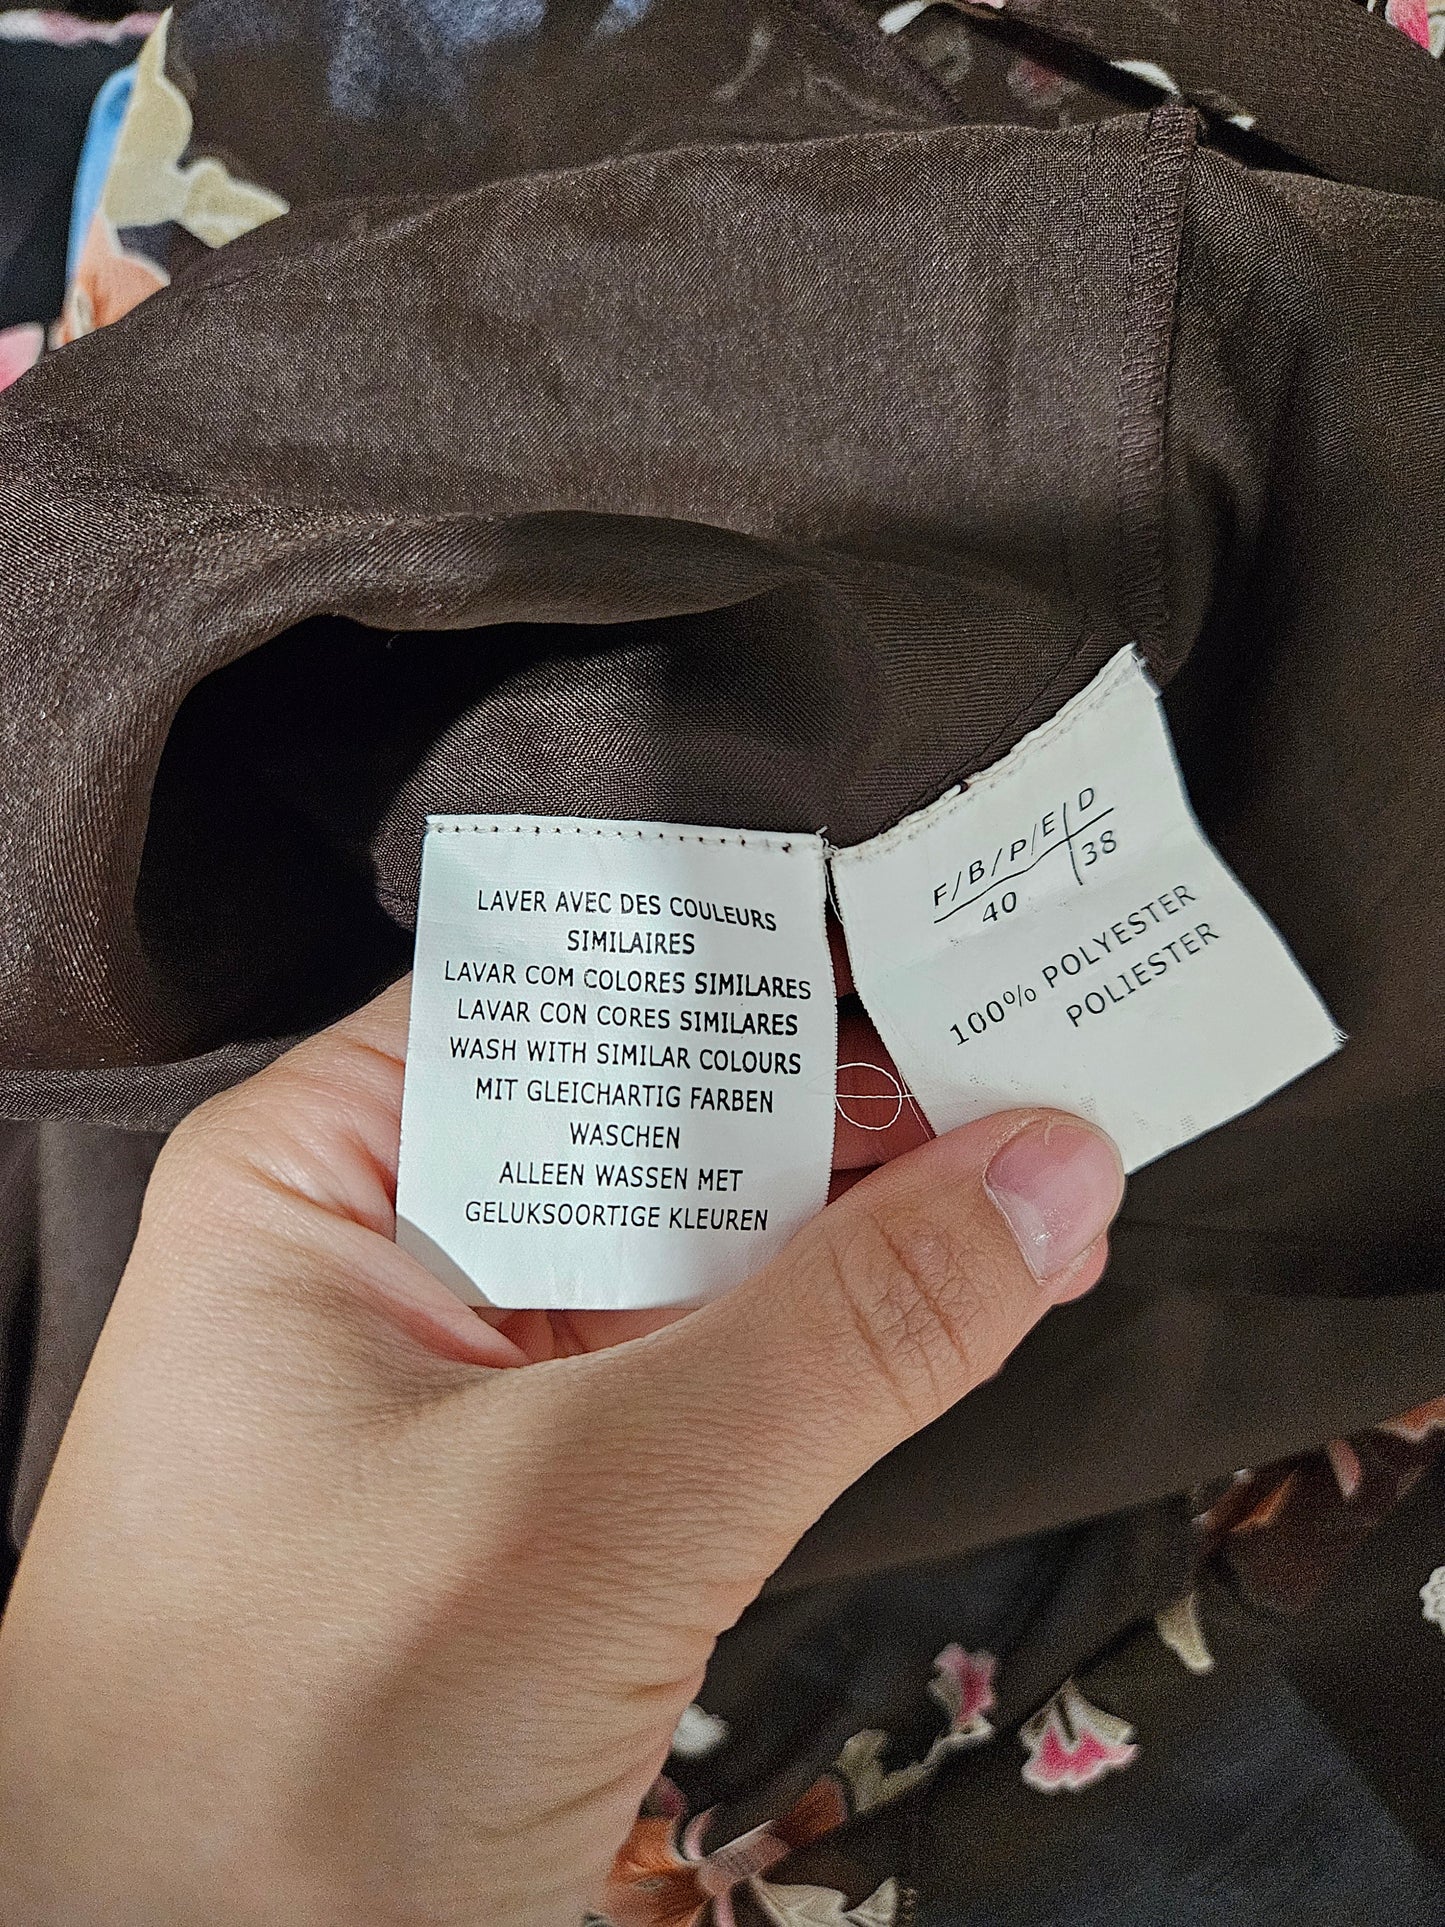 LAVER AVEC DES COULEURS
SIMILAIRES
LAVAR COM COLORES SIMILARES
LAVAR CON CORES SIMILARES
WASH WITH SIMILAR COLOURS
MIT GLEICHARTIG FARBEN
WASCHEN
ALLEEN WASSEN MET
GELUKSOORTIGE KLEUREN
F/B/P/E D
40 38
100% POLYESTER
POLIESTER